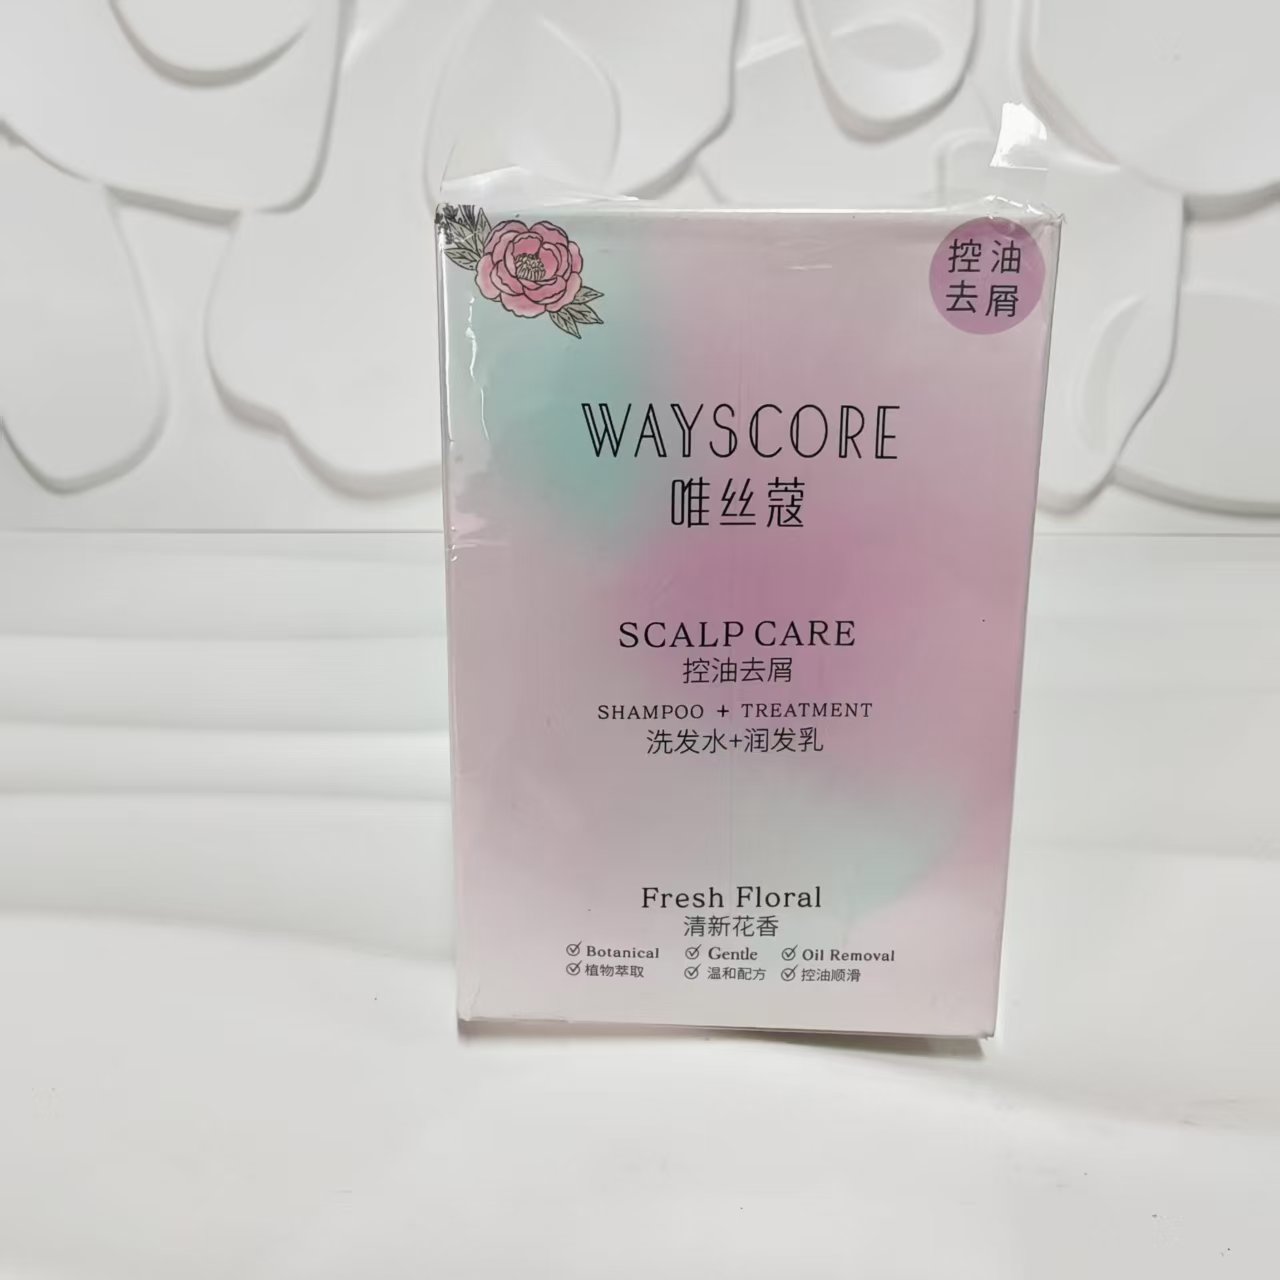 控油
去屑
WAYSCORE
唯丝蔻
SCALP CARE
控油去屑
SHAMPOO + TREATMENT
洗发水+润发乳
Fresh Floral
清新花香
Botanical Gentle Oil Removal
植物萃取 温和配方 控油顺滑